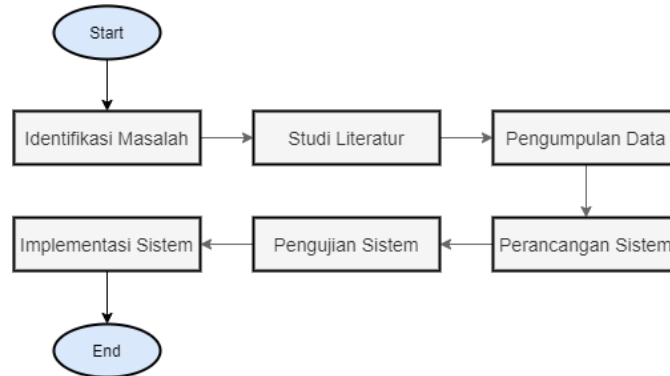 Start
Identifikasi Masalah
Studi Literatur
Pengumpulan Data
Perancangan Sistem
Pengujian Sistem
Implementasi Sistem
End